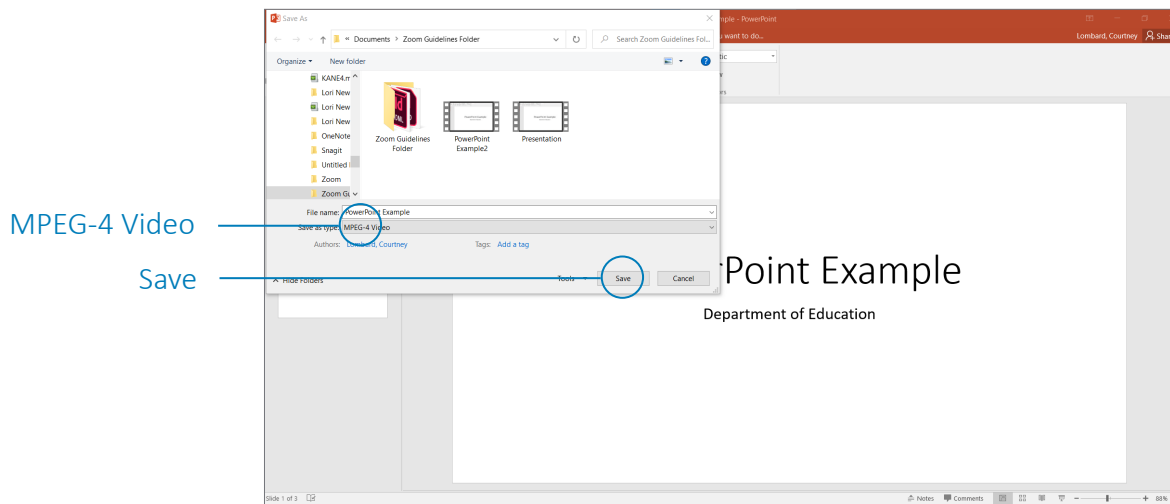 Save As
mple - PowerPoint
u want to do...
Lombard, Courtney
Shar
« Documents > Zoom Guidelines Folder
Search Zoom Guidelines Fol...
Organize
New folder
tic
KANE4.m
Lori New
Lori New
Lori New
OneNote
Snagit
Untitled
Zoom
Zoom Gu
Zoom Guidelines
Folder
PowerPoint
Example2
Presentation
File name: PowerPoint Example
Save as type: MPEG-4 Video
Authors: Lombard, Courtney
Tags: Add a tag
Hide Folders
Tools
Save
Cancel
MPEG-4 Video
Save
Point Example
Department of Education
Slide 1 of 3
Notes
Comments
88%